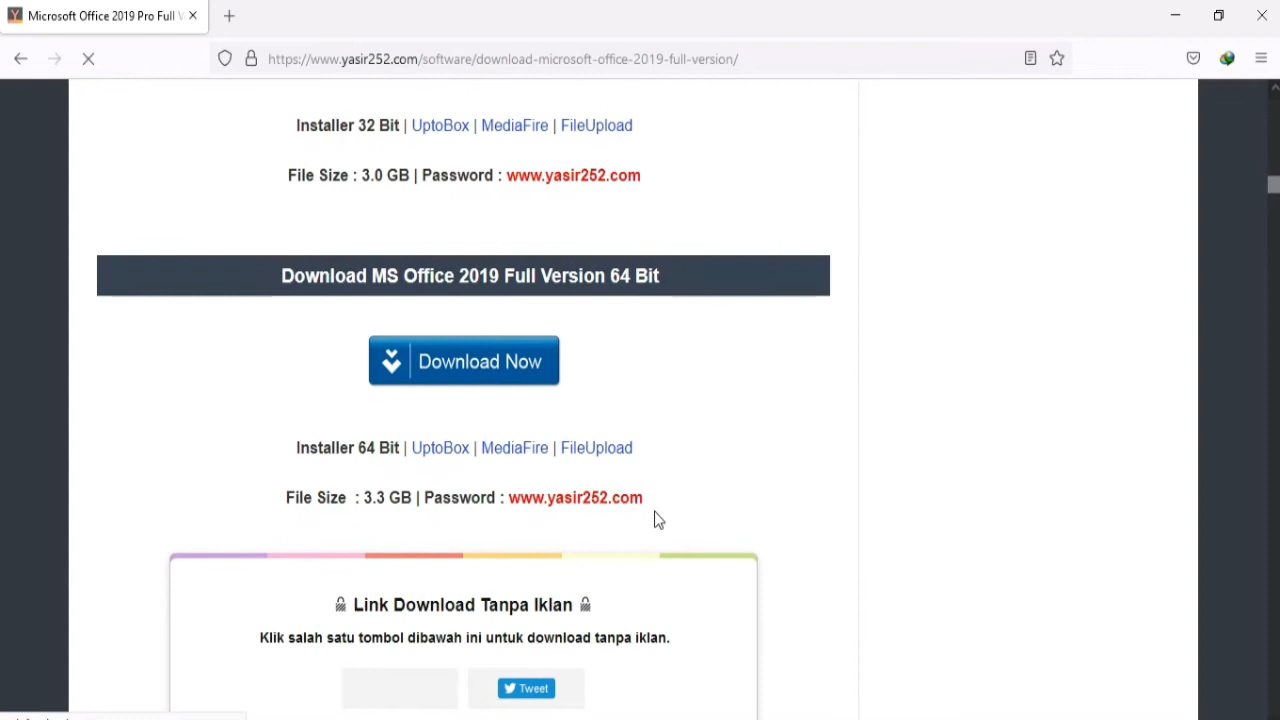 Microsoft Office 2019 Pro Full V
https://www.yasir252.com/software/download-microsoft-office-2019-full-version/
Installer 32 Bit | UptoBox | MediaFire | FileUpload
File Size : 3.0 GB | Password : www.yasir252.com
Download MS Office 2019 Full Version 64 Bit
Download Now
Installer 64 Bit | UptoBox | MediaFire | FileUpload
File Size : 3.3 GB | Password : www.yasir252.com
Link Download Tanpa Iklan
Klik salah satu tombol dibawah ini untuk download tanpa iklan.
Tweet